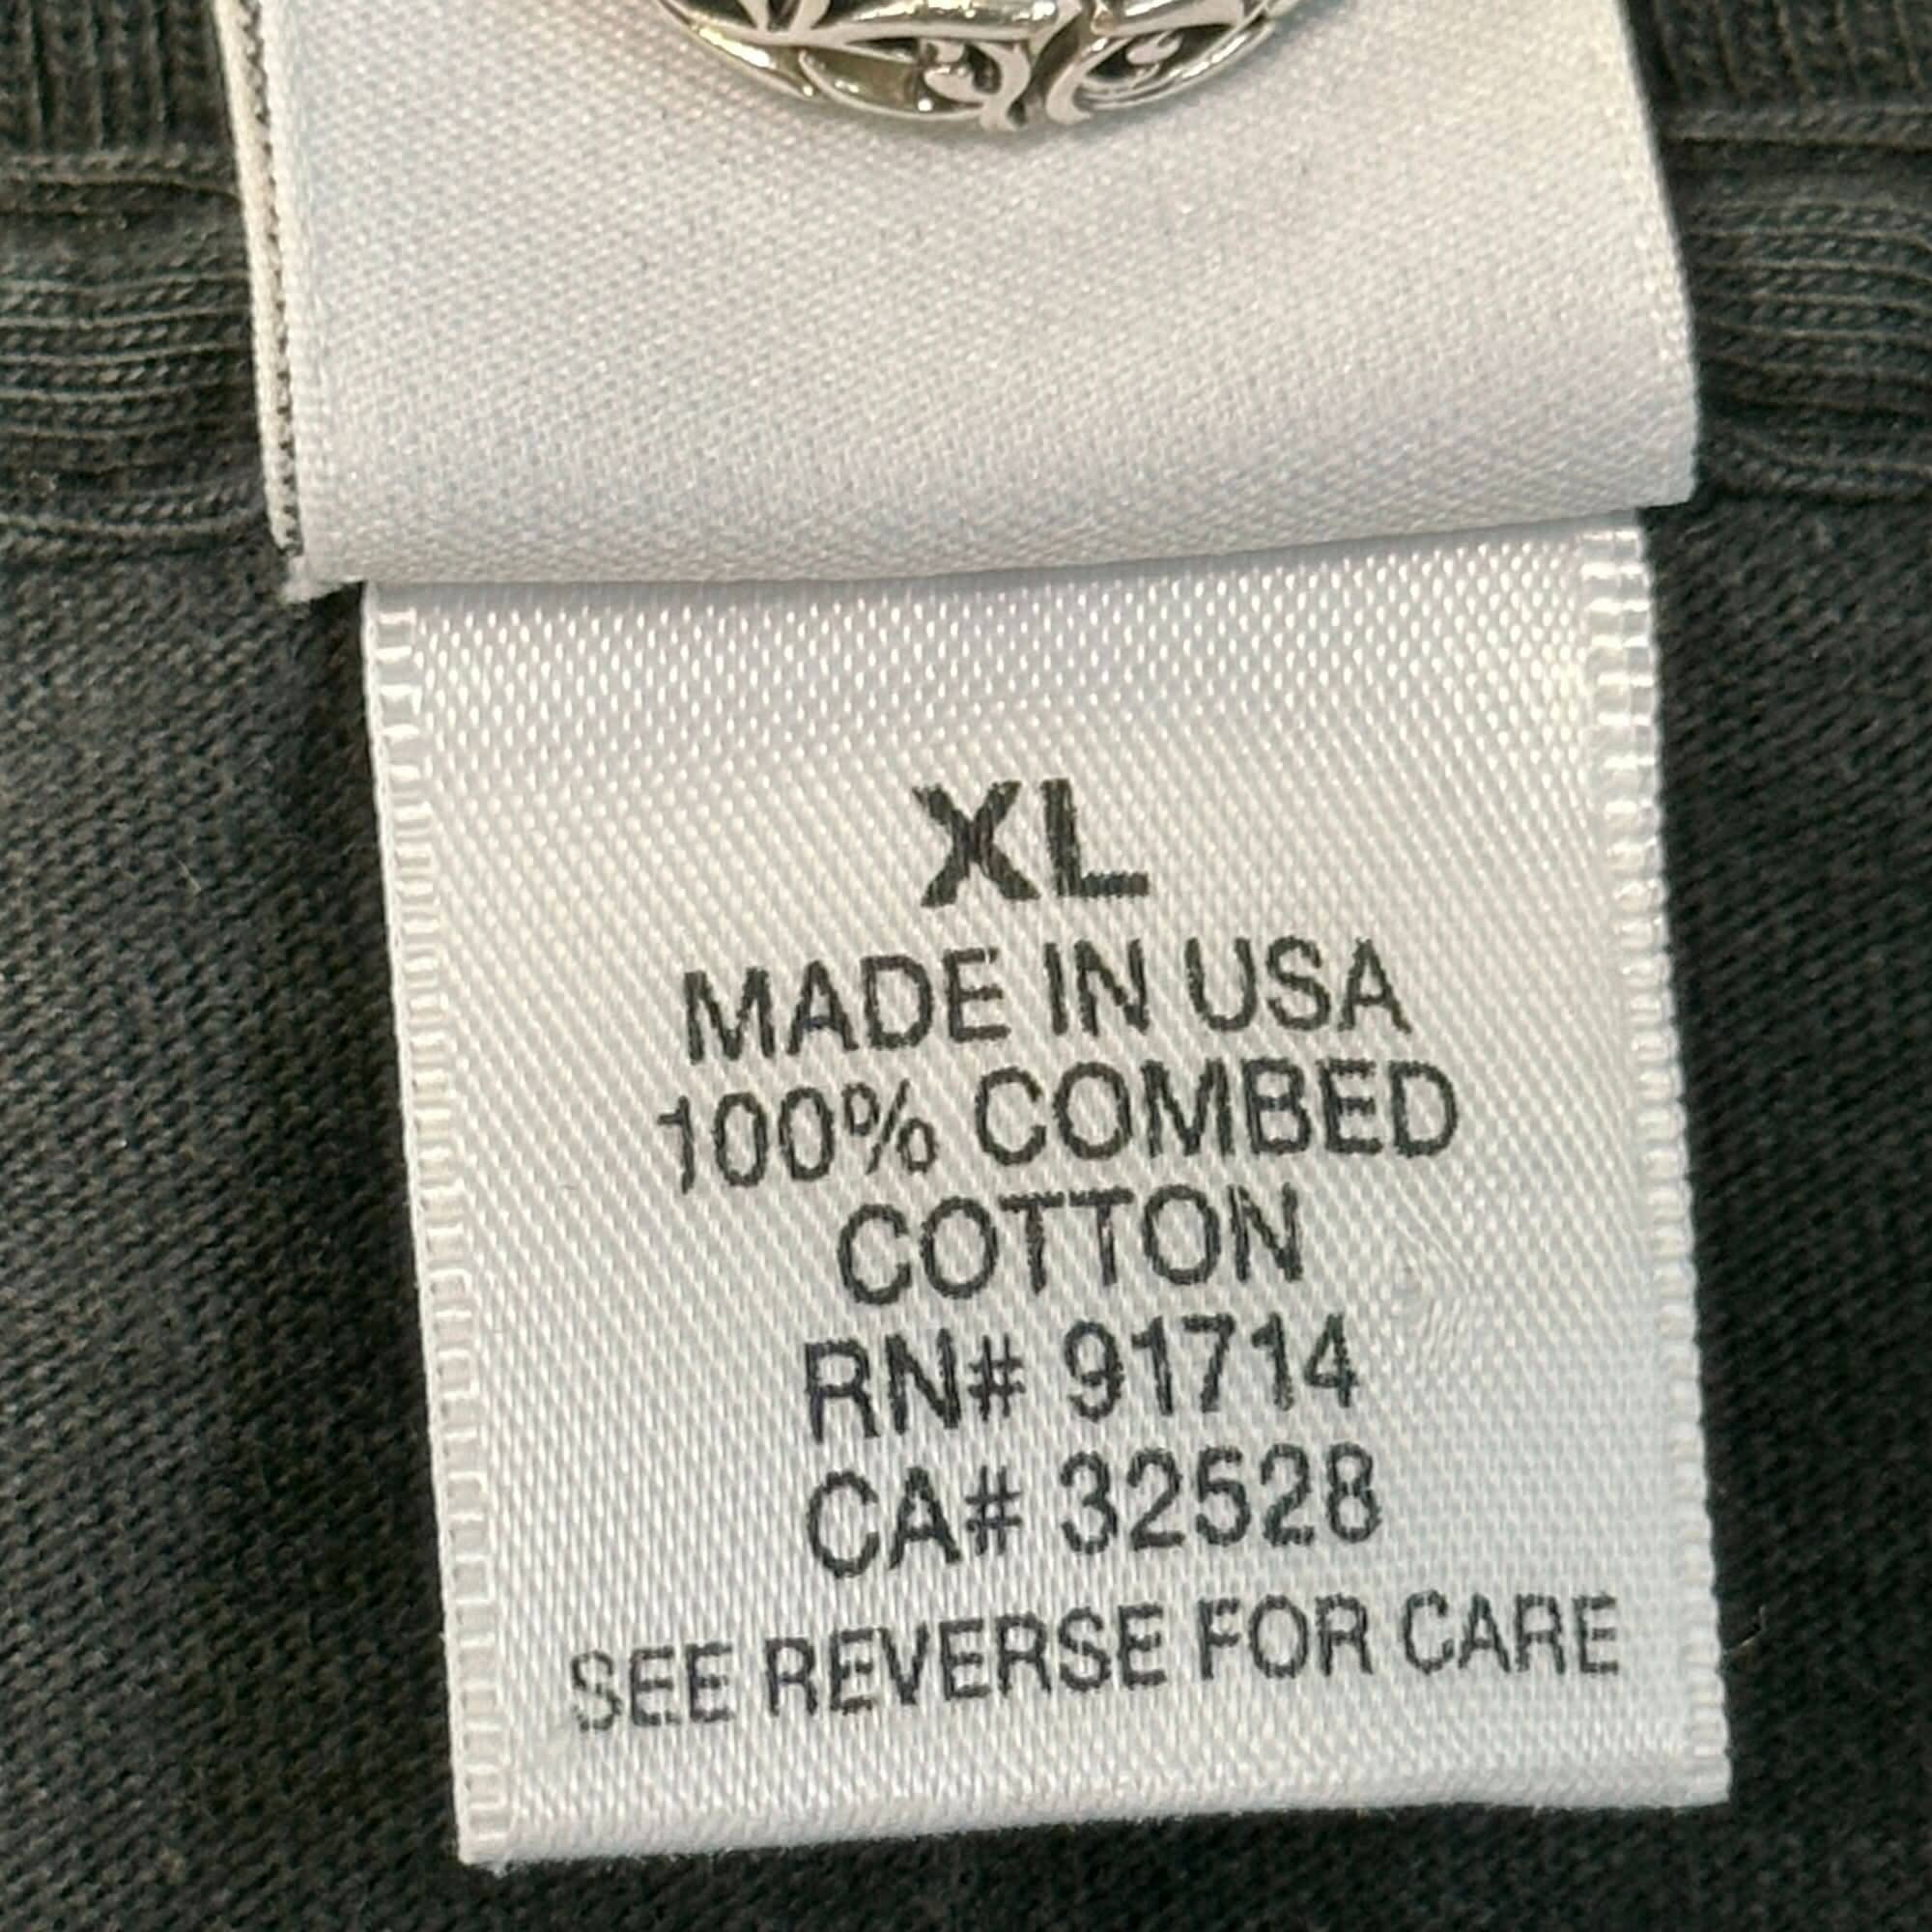 XL
MADE IN USA
100% COMBED
COTTON
RN# 91714
CA# 32528
SEE REVERSE FOR CARE